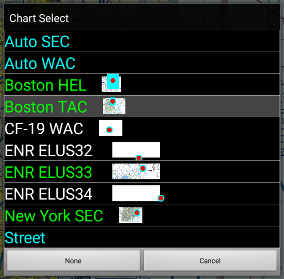 Chart Select
Auto SEC
Auto WAC
Boston HEL
Boston TAC
CF-19 WAC
ENR ELUS32
ENR ELUS33
ENR ELUS34
New York SEC
Street
None
Cancel